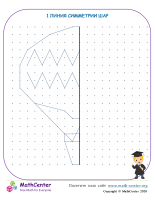 1 ЛИНИЯ СИММЕТРИИ ШАР
MathCenter
Посетите наш сайт www.math-center.org
Copyright © MathCenter 2020